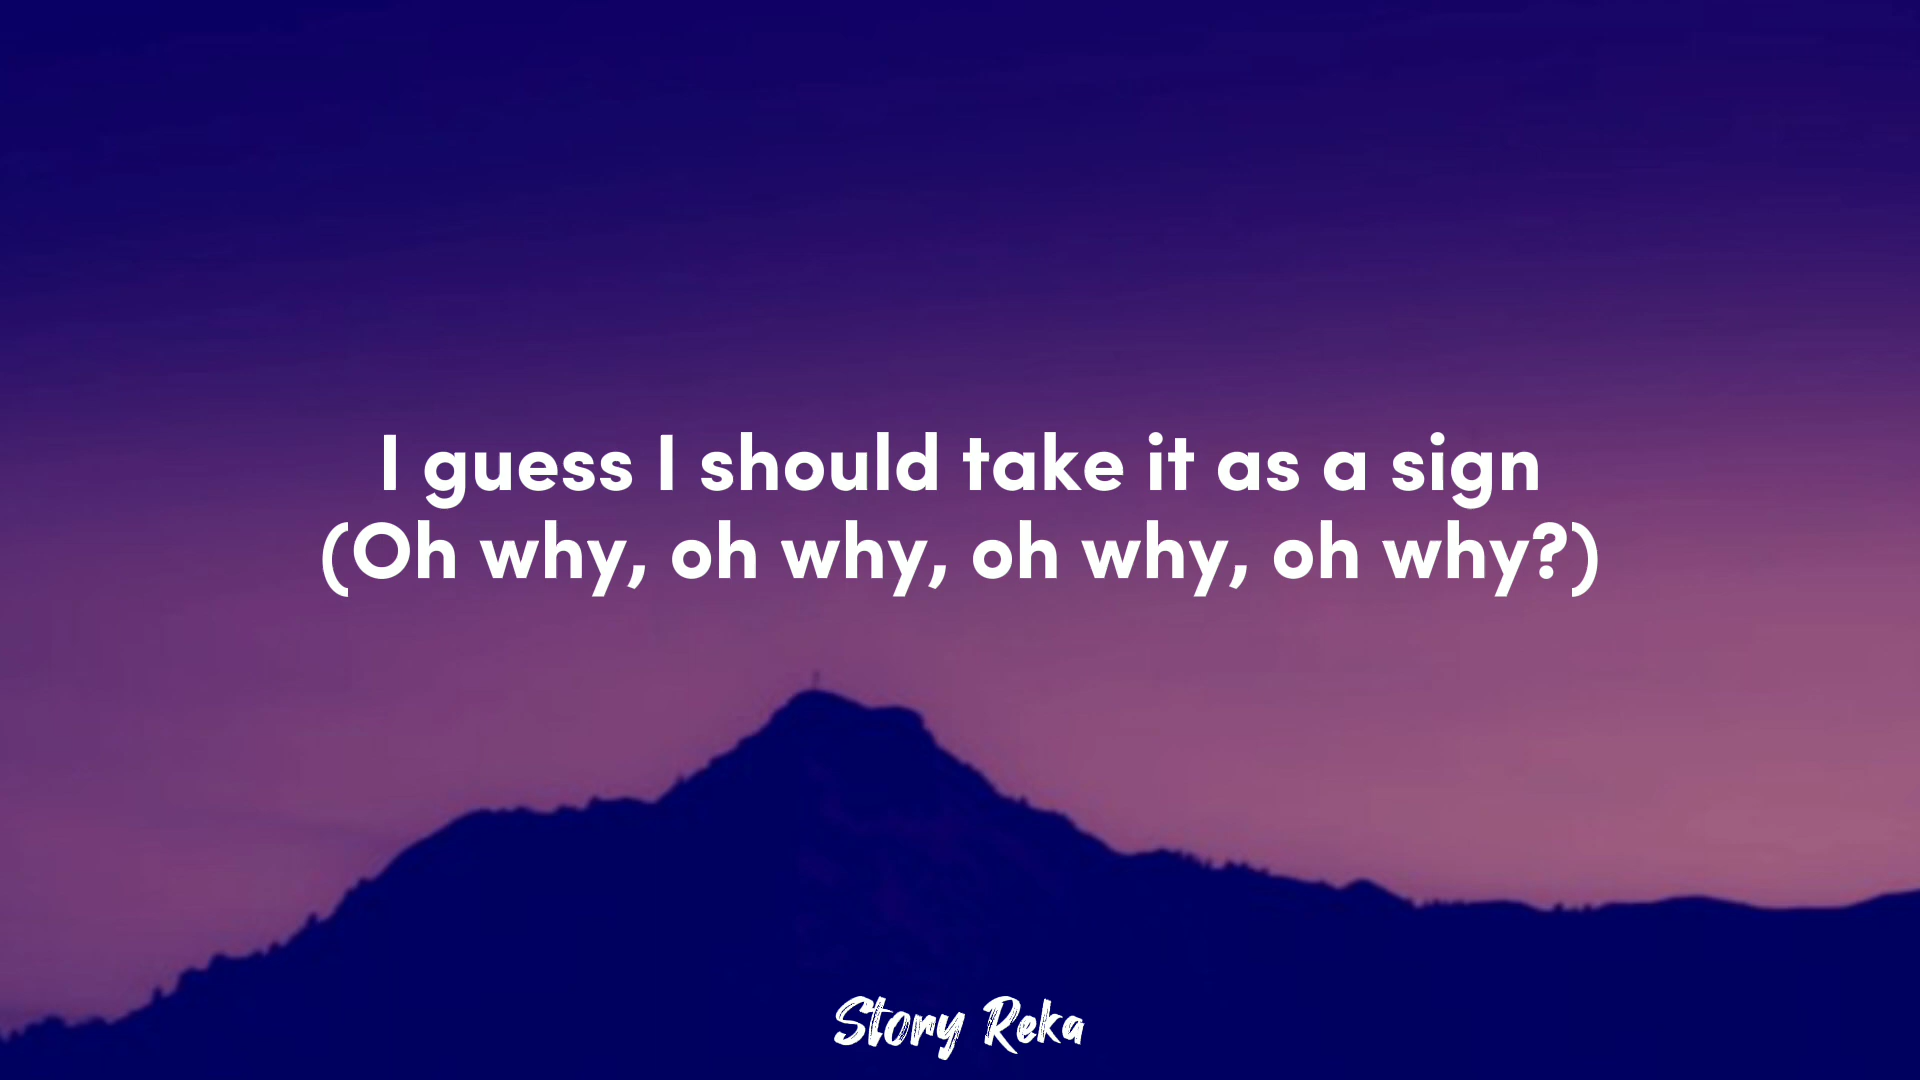 I guess I should take it as a sign
(Oh why, oh why, oh why, oh why?)
Story Reka